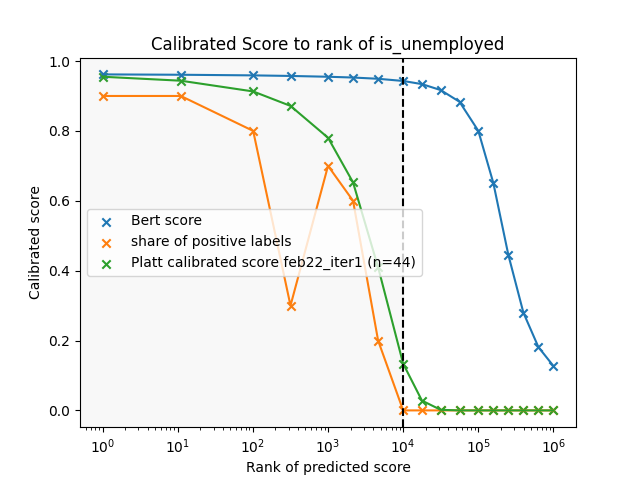 Calibrated Score to rank of is_unemployed
1.0
0.8
0.6
0.4
0.2
0.0
Calibrated score
Bert score
share of positive labels
Platt calibrated score feb22_iter1 (n=44)
10⁰ 10¹ 10² 10³ 10⁴ 10⁵ 10⁶
Rank of predicted score